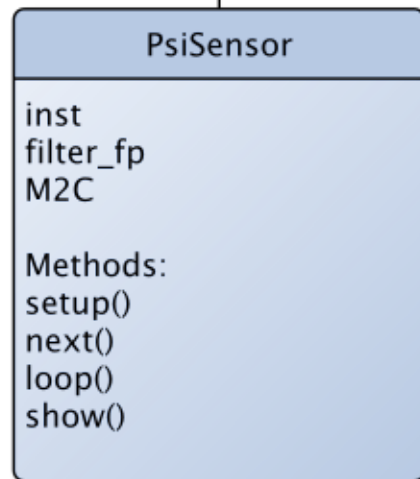 PsiSensor
inst
filter_fp
M2C
Methods:
setup()
next()
loop()
show()